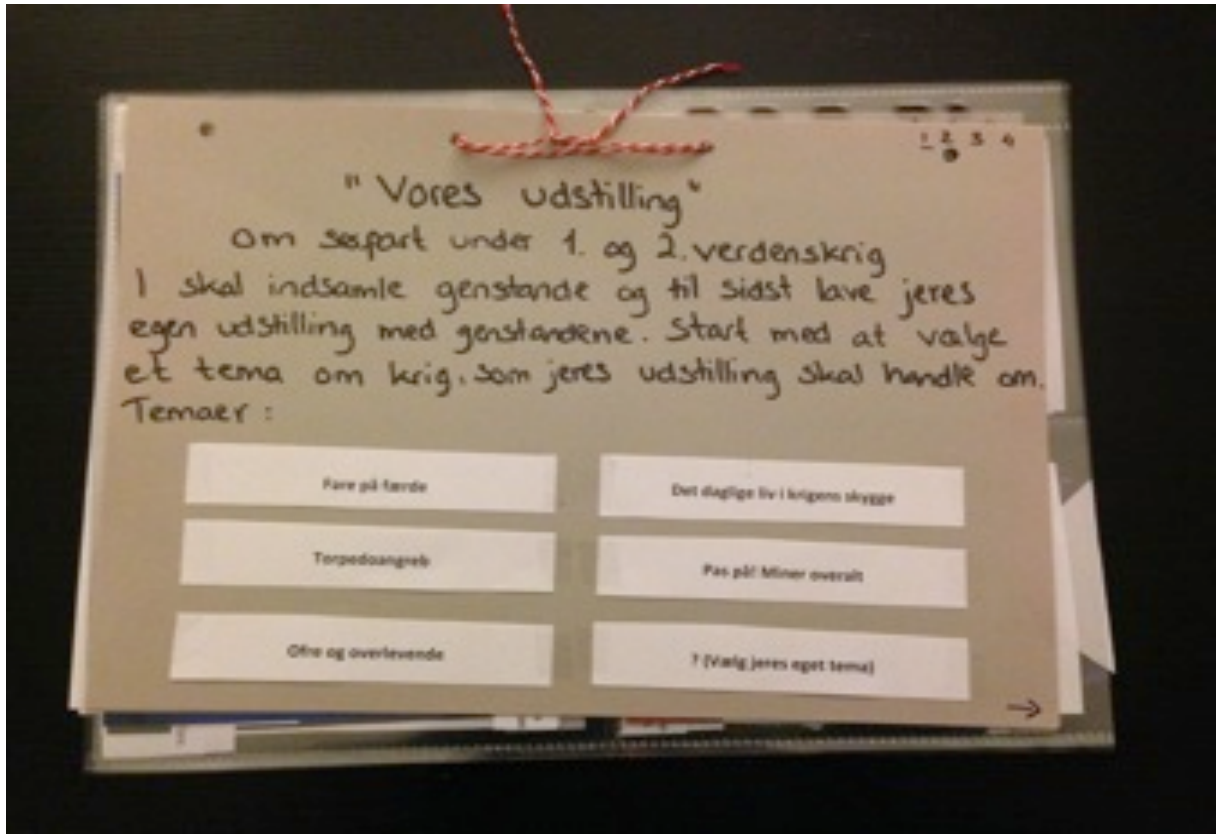 1 2 3 4
"Vores udstilling"
Om søfart under 1. og 2. verdenskrig
I skal indsamle genstande og til sidst lave jeres
egen udstilling med genstandene. Start med at vælge
et tema om krig, som jeres udstilling skal handle om.
Temaer :
Fare på færde
Det daglige liv i krigens skygge
Torpedoangreb
Pas på! Miner overalt
Ofre og overlevende
? (Vælg jeres eget tema)